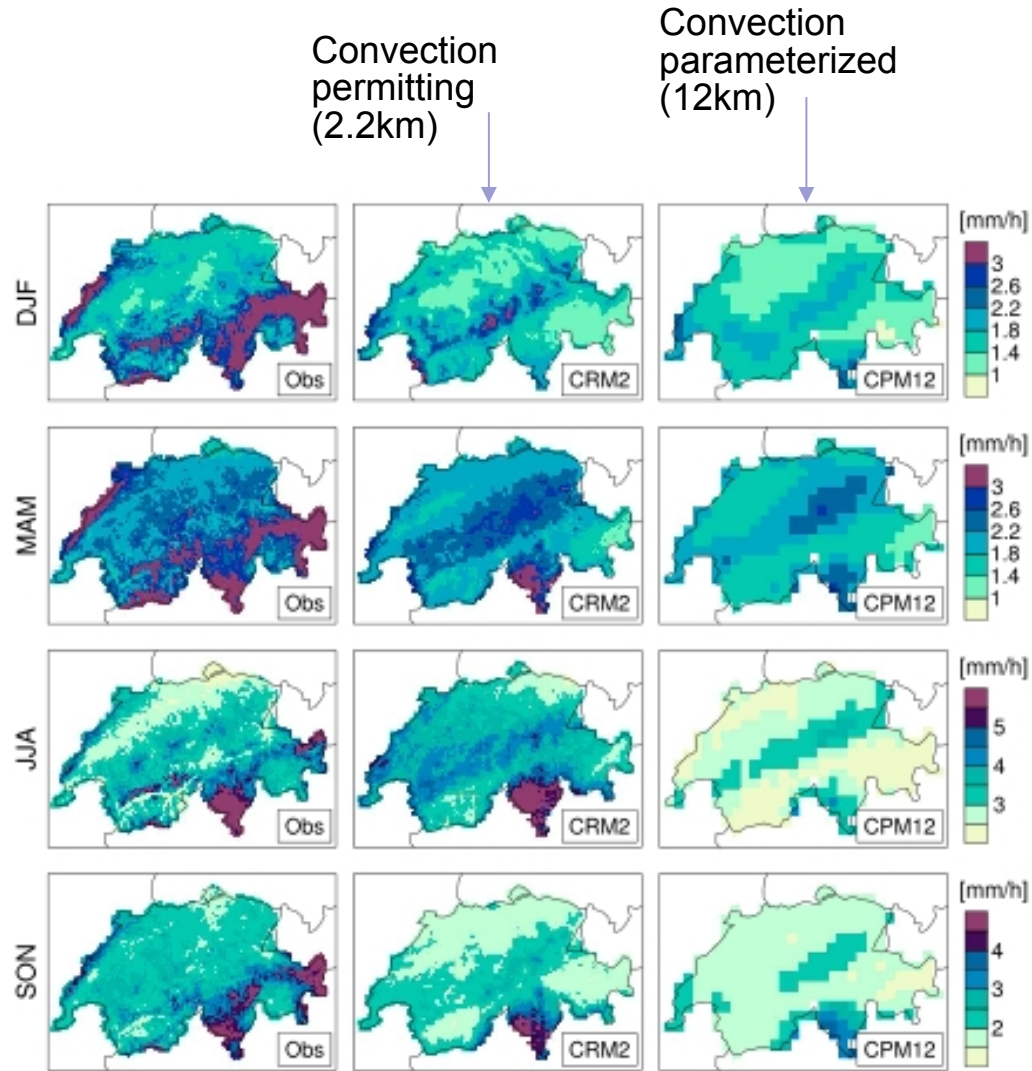 Convection
permitting
(2.2km)
Convection
parameterized
(12km)
DJF
Obs
CRM2
CPM12
[mm/h]
3
2.6
2.2
1.8
1.4
1
MAM
Obs
CRM2
CPM12
[mm/h]
3
2.6
2.2
1.8
1.4
1
JJA
Obs
CRM2
CPM12
[mm/h]
5
4
3
SON
Obs
CRM2
CPM12
[mm/h]
4
3
2